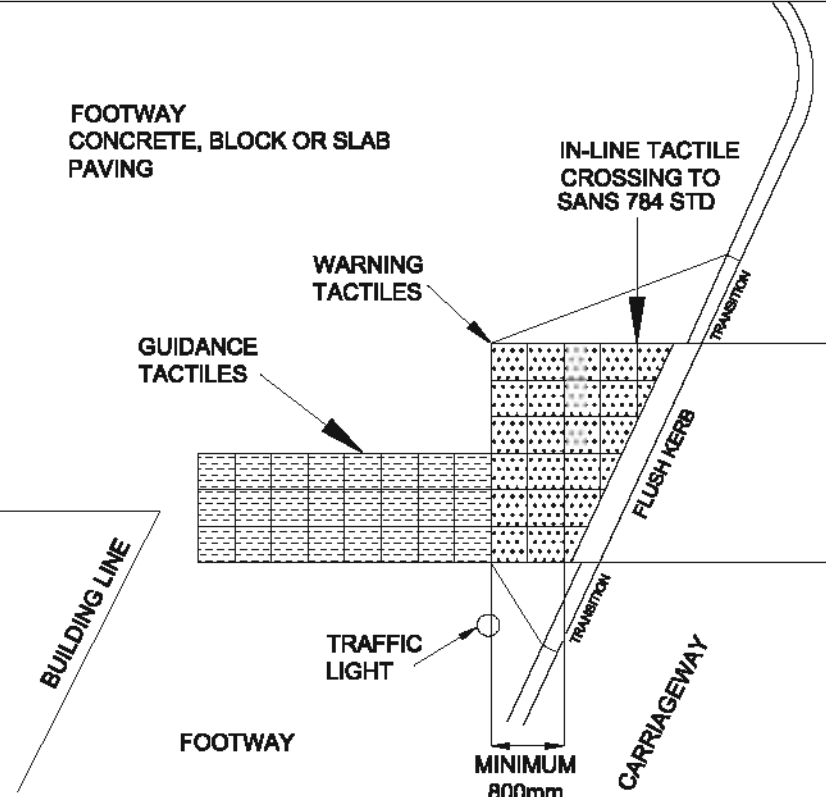 FOOTWAY
CONCRETE, BLOCK OR SLAB
PAVING
IN-LINE TACTILE
CROSSING TO
SANS 784 STD
WARNING
TACTILES
TRANSITION
GUIDANCE
TACTILES
FLUSH KERB
BUILDING LINE
TRANSITION
TRAFFIC
LIGHT
CARRIAGEWAY
FOOTWAY
MINIMUM
800mm